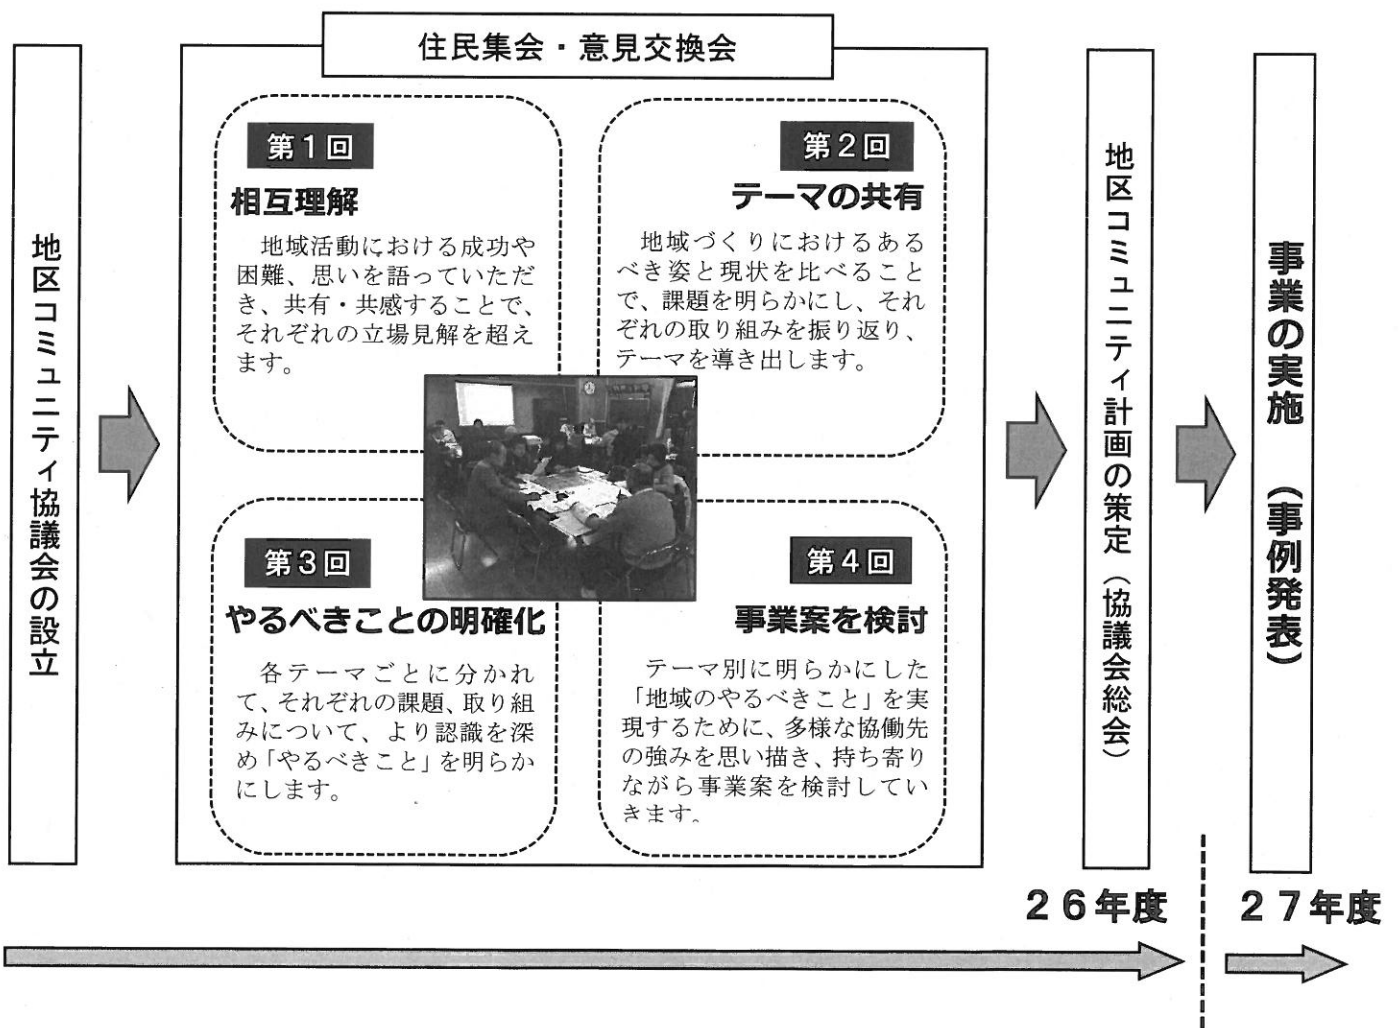 地区コミュニティ協議会の設立
住民集会・意見交換会
第１回
相互理解
地域活動における成功や
困難、思いを語っていただ
き、共有・共感することで、
それぞれの立場見解を超え
ます。
第２回
テーマの共有
地域づくりにおけるある
べき姿と現状を比べること
で、課題を明らかにし、それ
ぞれの取り組みを振り返り、
テーマを導き出します。
第３回
やるべきことの明確化
各テーマごとに分かれ
て、それぞれの課題、取り組
みについて、より認識を深
め「やるべきこと」を明らか
にします。
第４回
事業案を検討
テーマ別に明らかにした
「地域のやるべきこと」を実
現するために、多様な協働先
の強みを思い描き、持ち寄り
ながら事業案を検討してい
きます。
地区コミュニティ計画の策定（協議会総会）
事業の実施　（事例発表）
２６年度
２７年度